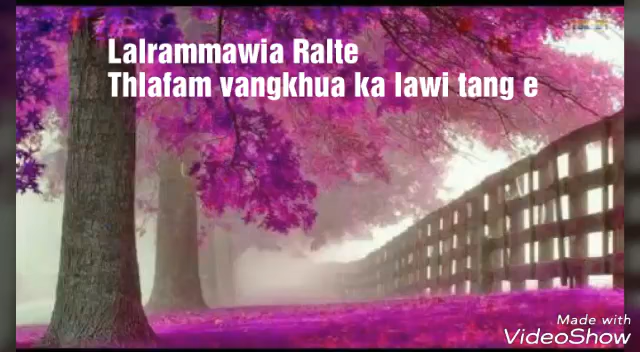 Lalrammawia Ralte
Thlafam vangkhua ka lawi tang e
Made with
VideoShow